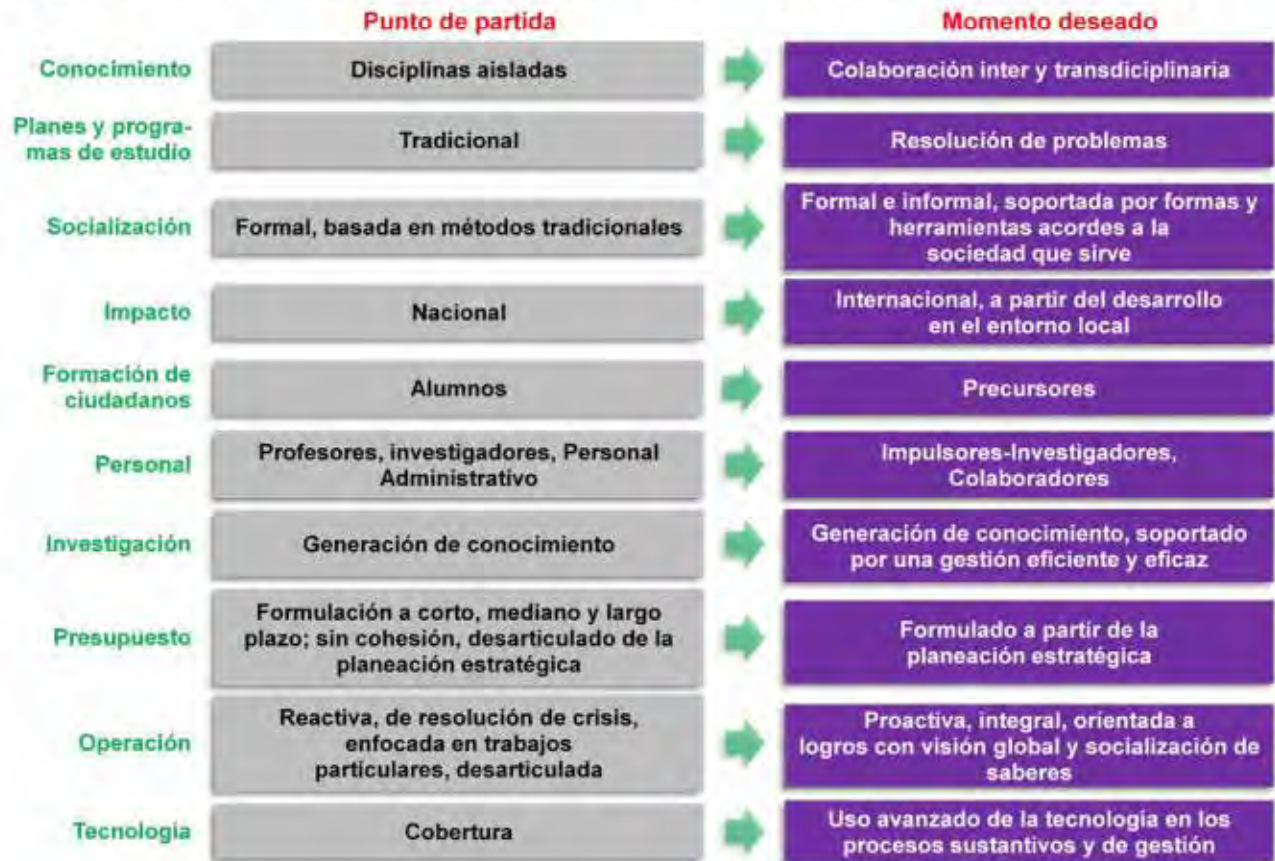 Punto de partida
Momento deseado
Conocimiento
Disciplinas aisladas
Colaboración inter y transdiciplinaria
Planes y progra-
mas de estudio
Tradicional
Resolución de problemas
Socialización
Formal, basada en métodos tradicionales
Formal e informal, soportada por formas y
herramientas acordes a la
sociedad que sirve
Impacto
Nacional
Internacional, a partir del desarrollo
en el entorno local
Formación de
ciudadanos
Alumnos
Precursores
Personal
Profesores, investigadores, Personal
Administrativo
Impulsores-Investigadores,
Colaboradores
Investigación
Generación de conocimiento
Generación de conocimiento, soportado
por una gestión eficiente y eficaz
Presupuesto
Formulación a corto, mediano y largo
plazo; sin cohesión, desarticulado de la
planeación estratégica
Formulado a partir de la
planeación estratégica
Operación
Reactiva, de resolución de crisis,
enfocada en trabajos
particulares, desarticulada
Proactiva, integral, orientada a
logros con visión global y socialización de
saberes
Tecnología
Cobertura
Uso avanzado de la tecnología en los
procesos sustantivos y de gestión